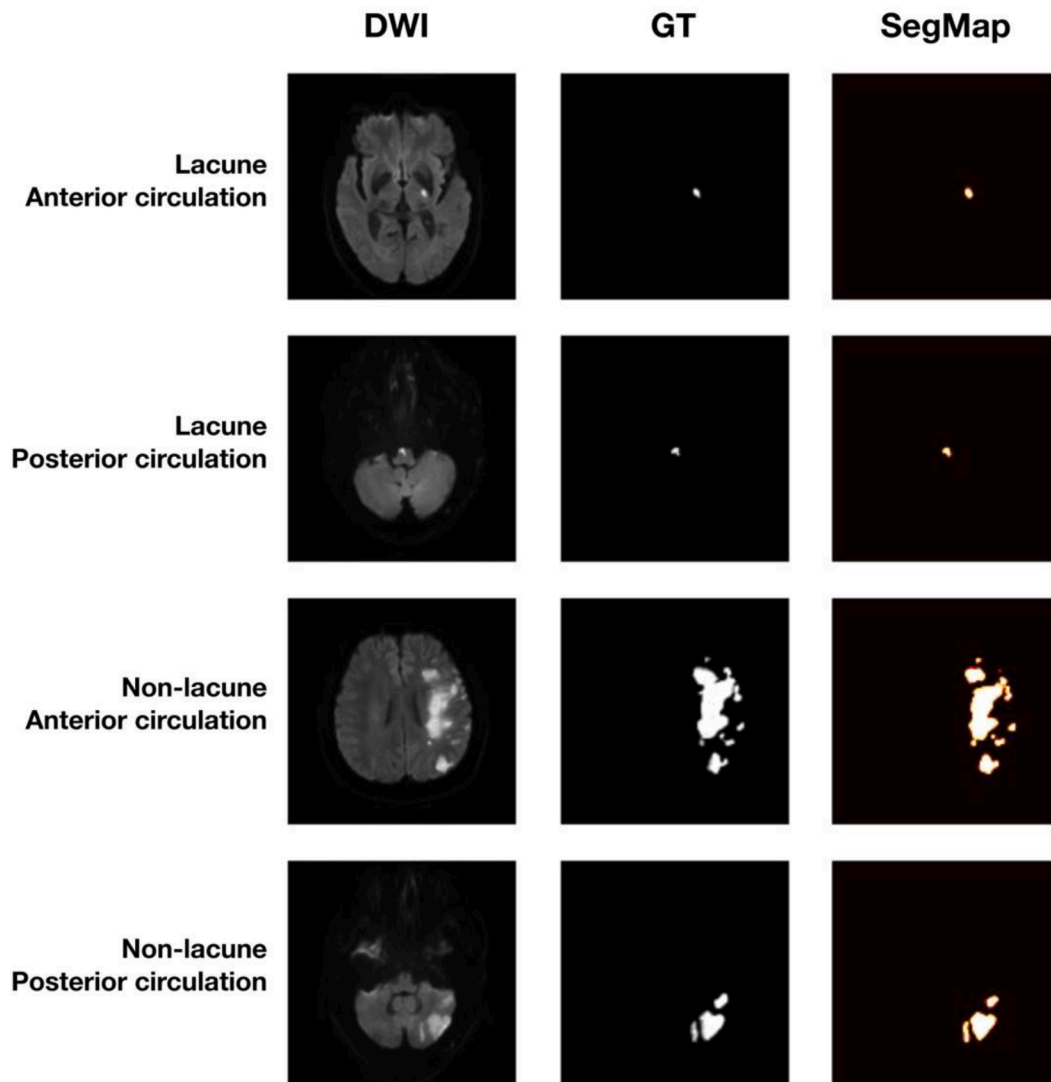 DWI GT SegMap
Lacune
Anterior circulation
Lacune
Posterior circulation
Non-lacune
Anterior circulation
Non-lacune
Posterior circulation